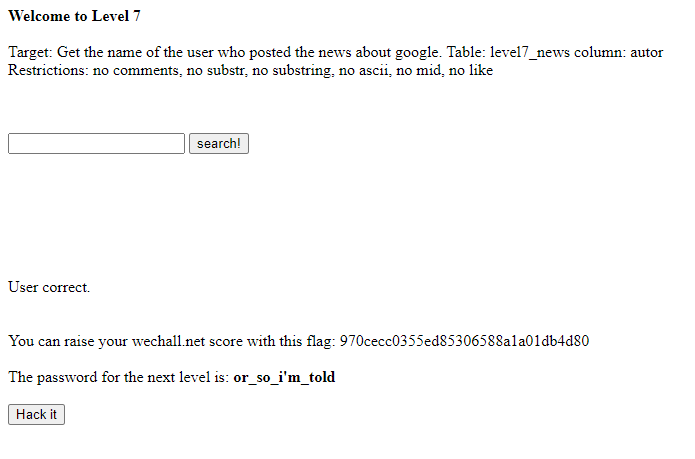 Welcome to Level 7
Target: Get the name of the user who posted the news about google. Table: level7_news column: autor
Restrictions: no comments, no substr, no substring, no ascii, no mid, no like
search!
User correct.
You can raise your wechall.net score with this flag: 970cecc0355ed85306588a1a01db4d80
The password for the next level is: or_so_i'm_told
Hack it